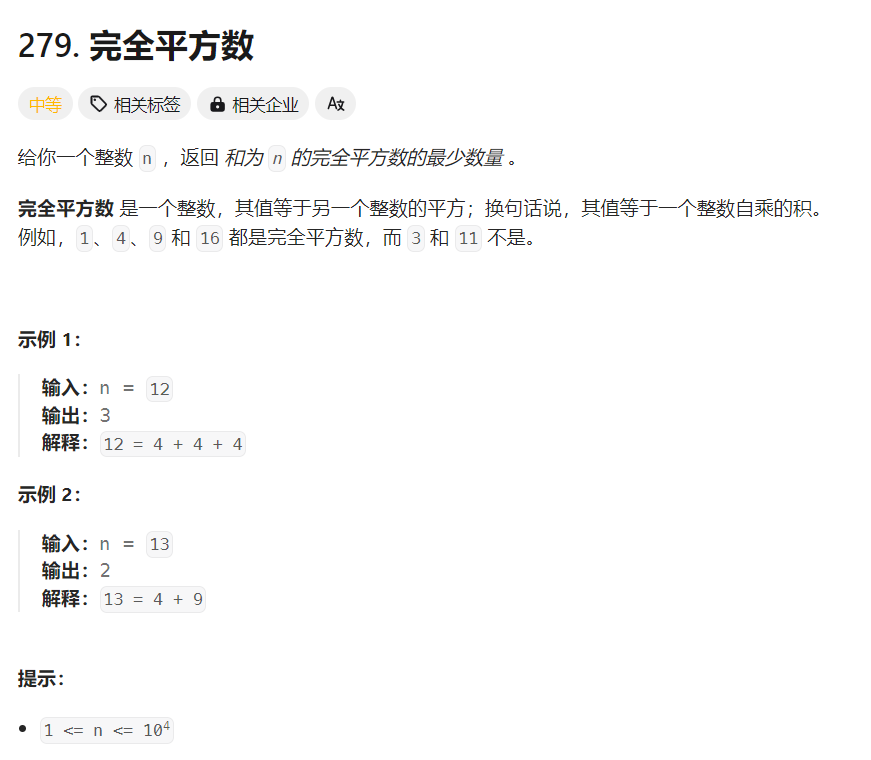 279. 完全平方数
中等 相关标签 相关企业
给你一个整数 n ，返回 和为 n 的完全平方数的最少数量 。
完全平方数 是一个整数，其值等于另一个整数的平方；换句话说，其值等于一个整数自乘的积。
例如，1、4、9 和 16 都是完全平方数，而 3 和 11 不是。
示例 1：
输入：n = 12
输出：3
解释：12 = 4 + 4 + 4
示例 2：
输入：n = 13
输出：2
解释：13 = 4 + 9
提示：
• 1 <= n <= 10⁴